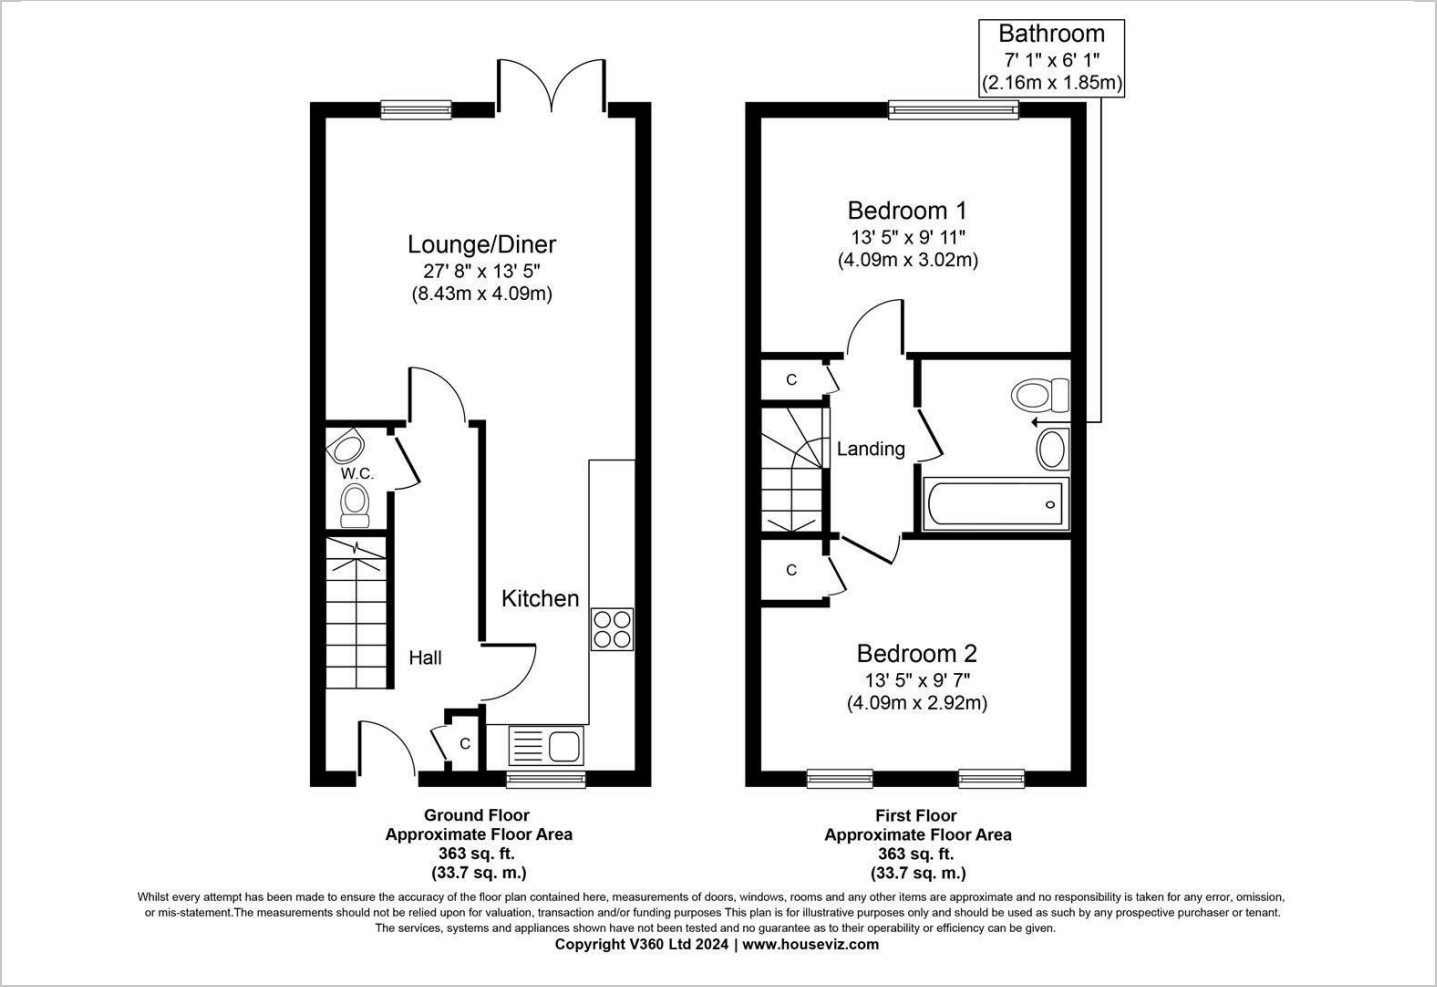 Bathroom
7' 1" x 6' 1"
(2.16m x 1.85m)
Lounge/Diner
27' 8" x 13' 5"
(8.43m x 4.09m)
W.C.
Kitchen
Hall
C
Bedroom 1
13' 5" x 9' 11"
(4.09m x 3.02m)
C
Landing
C
Bedroom 2
13' 5" x 9' 7"
(4.09m x 2.92m)
Ground Floor
Approximate Floor Area
363 sq. ft.
(33.7 sq. m.)
First Floor
Approximate Floor Area
363 sq. ft.
(33.7 sq. m.)
Whilst every attempt has been made to ensure the accuracy of the floor plan contained here, measurements of doors, windows, rooms and any other items are approximate and no responsibility is taken for any error, omission,
or mis-statement.The measurements should not be relied upon for valuation, transaction and/or funding purposes This plan is for illustrative purposes only and should be used as such by any prospective purchaser or tenant.
The services, systems and appliances shown have not been tested and no guarantee as to their operability or efficiency can be given.
Copyright V360 Ltd 2024 | www.houseviz.com